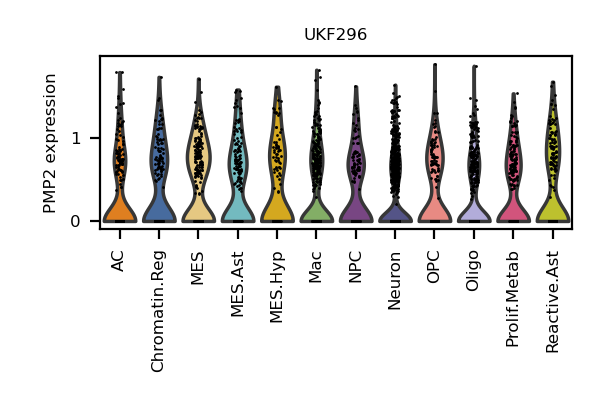 UKF296
PMP2 expression
1
0
AC
Chromatin.Reg
MES
MES.Ast
MES.Hyp
Mac
NPC
Neuron
OPC
Oligo
Prolif.Metab
Reactive.Ast